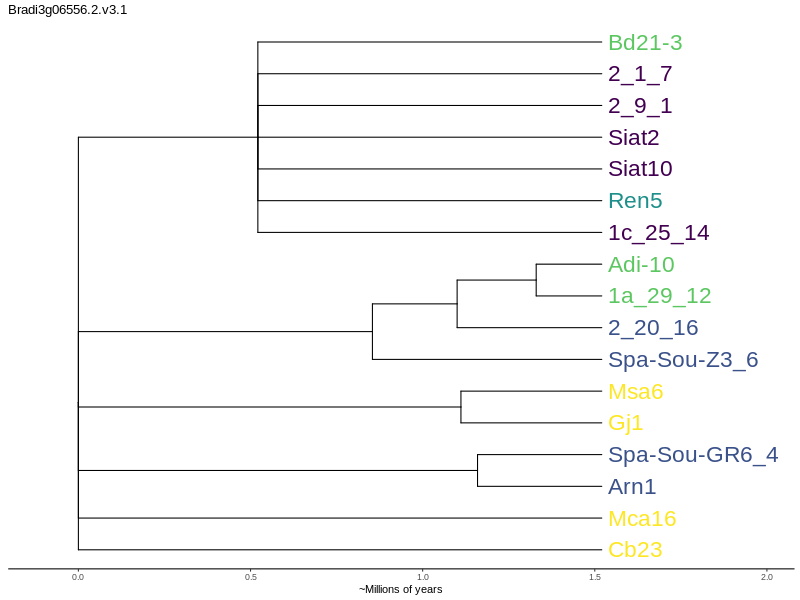 Bradi3g06556.2.v3.1
Bd21-3
2_1_7
2_9_1
Siat2
Siat10
Ren5
1c_25_14
Adi-10
1a_29_12
2_20_16
Spa-Sou-Z3_6
Msa6
Gj1
Spa-Sou-GR6_4
Arn1
Mca16
Cb23
0.0 0.5 1.0 1.5 2.0
~Millions of years